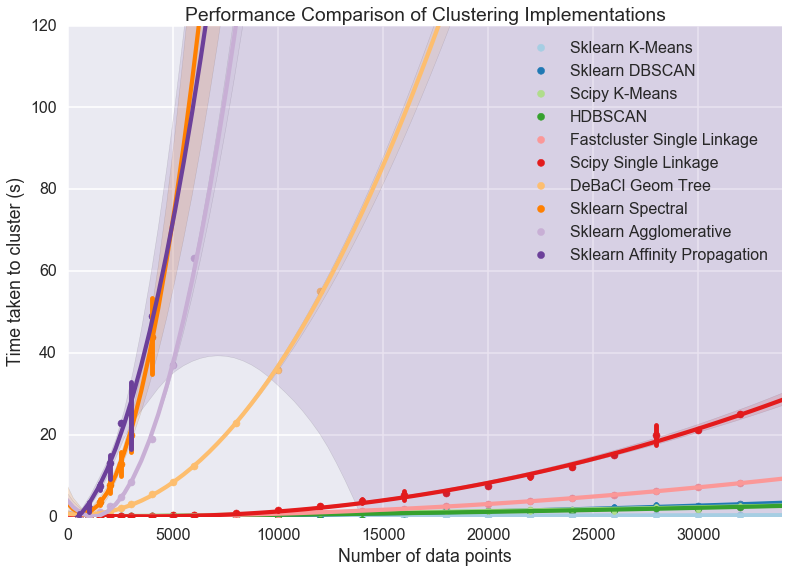 Performance Comparison of Clustering Implementations
Time taken to cluster (s)
120
100
80
60
40
20
0
Sklearn K-Means
Sklearn DBSCAN
Scipy K-Means
HDBSCAN
Fastcluster Single Linkage
Scipy Single Linkage
DeBaCl Geom Tree
Sklearn Spectral
Sklearn Agglomerative
Sklearn Affinity Propagation
0 5000 10000 15000 20000 25000 30000
Number of data points